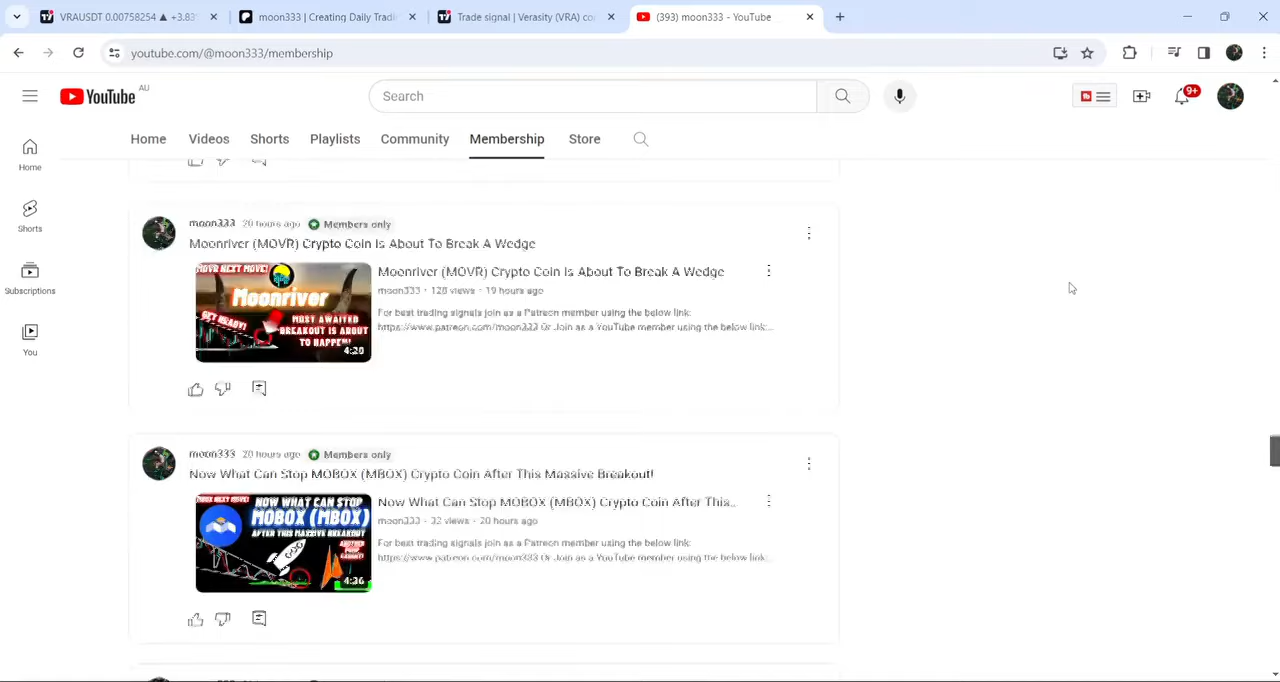 VRAUSDT 0.00758254 ▲ +3.83
moon333 | Creating Daily Tradi
Trade signal | Verasity (VRA) co
(393) moon333 - YouTube
youtube.com/@moon333/membership
YouTube AU
Search
9+
Home Videos Shorts Playlists Community Membership Store
Home
Shorts
Subscriptions
You
moon333 20 hours ago Members only
Moonriver (MOVR) Crypto Coin Is About To Break A Wedge
MOVR NEXT MOVE!
Moonriver
GET READY!
MOST AWAITED
BREAKOUT IS ABOUT
TO HAPPEN!
4:20
Moonriver (MOVR) Crypto Coin Is About To Break A Wedge
moon333 • 128 views • 19 hours ago
For best trading signals join as a Patreon member using the below link:
https://www.patreon.com/moon333 Or Join as a YouTube member using the below link:...
moon333 20 hours ago Members only
Now What Can Stop MOBOX (MBOX) Crypto Coin After This Massive Breakout!
NOW WHAT CAN STOP
MOBOX (MBOX)
AFTER THIS MASSIVE BREAKOUT
4:36
Now What Can Stop MOBOX (MBOX) Crypto Coin After This...
moon333 • 33 views • 20 hours ago
For best trading signals join as a Patreon member using the below link:
https://www.patreon.com/moon333 Or Join as a YouTube member using the below link:...